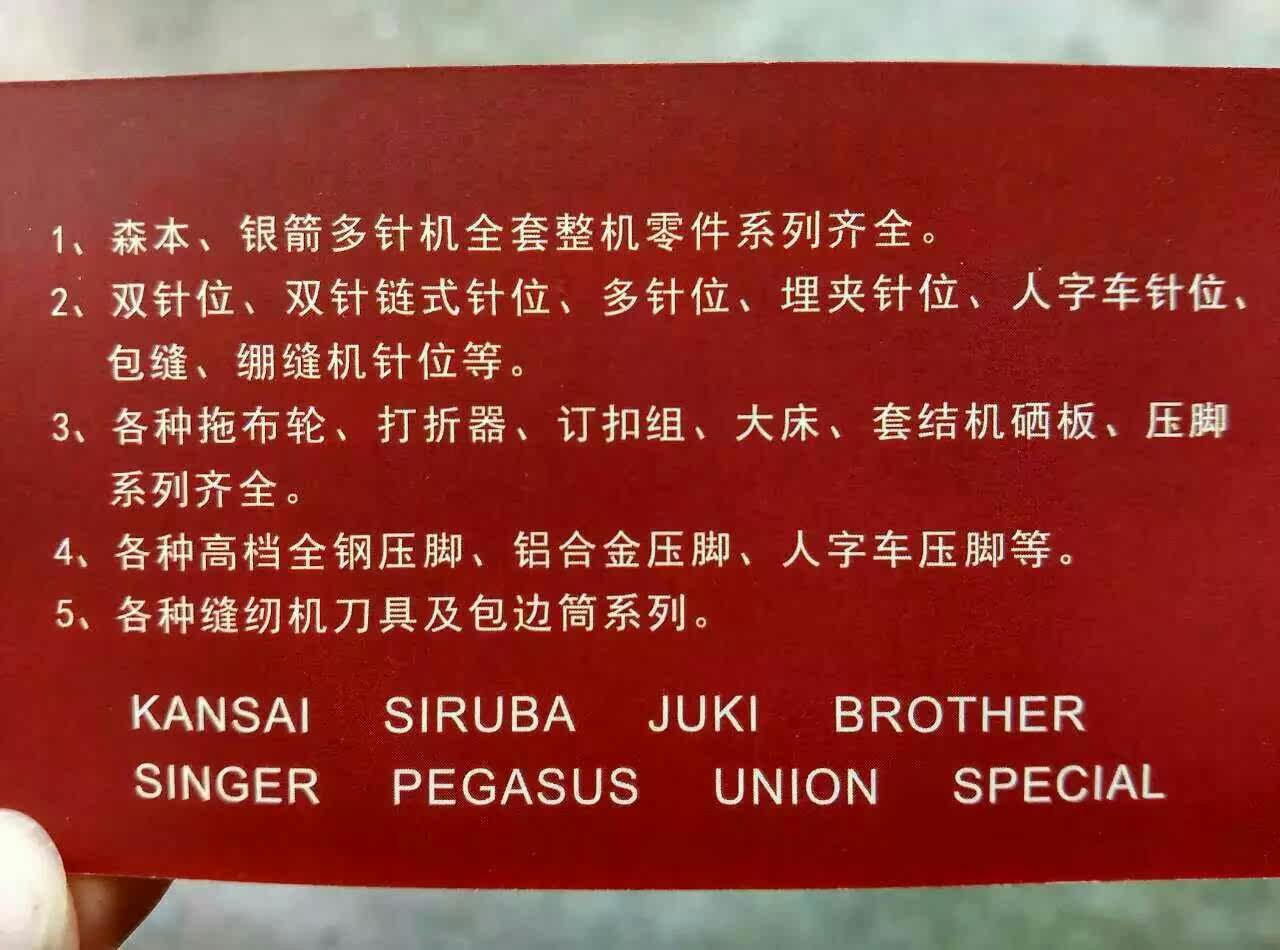 1、森本、银箭多针机全套整机零件系列齐全。
2、双针位、双针链式针位、多针位、埋夹针位、人字车针位、
包缝、绷缝机针位等。
3、各种拖布轮、打折器、订扣组、大床、套结机硒板、压脚
系列齐全。
4、各种高档全钢压脚、铝合金压脚、人字车压脚等。
5、各种缝纫机刀具及包边筒系列。
KANSAI SIRUBA JUKI BROTHER
SINGER PEGASUS UNION SPECIAL